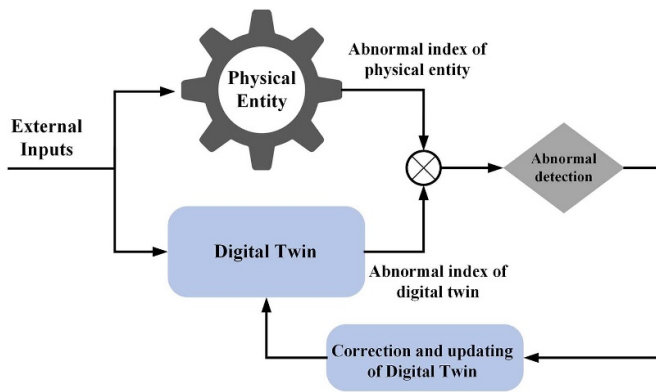 Abnormal index of
physical entity
Physical
Entity
External
Inputs
Abnormal
detection
Digital Twin
Abnormal index of
digital twin
Correction and updating
of Digital Twin